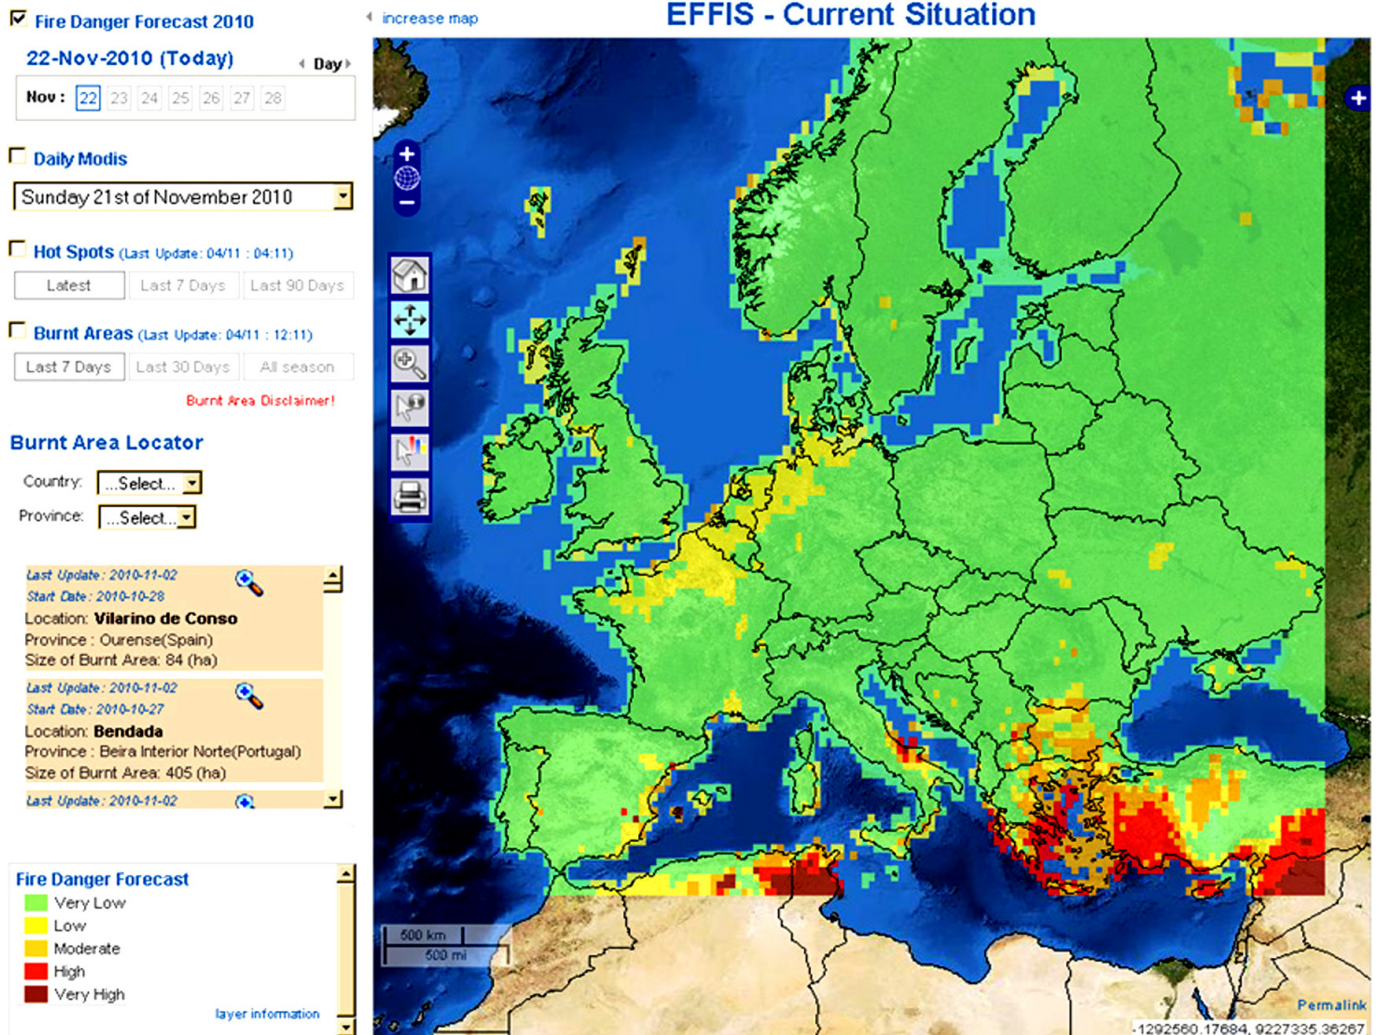 Fire Danger Forecast 2010
increase map
EFFIS - Current Situation
22-Nov-2010 (Today)
Day
Nov : 22 23 24 25 26 27 28
Daily Modis
Sunday 21st of November 2010
Hot Spots (Last Update: 04/11 : 04:11)
Latest Last 7 Days Last 90 Days
Burnt Areas (Last Update: 04/11 : 12:11)
Last 7 Days Last 30 Days All season
Burnt Area Disclaimer!
Burnt Area Locator
Country: ...Select...
Province: ...Select...
Last Update: 2010-11-02
Start Date: 2010-10-28
Location: Vilarino de Conso
Province : Ourense(Spain)
Size of Burnt Area: 84 (ha)
Last Update: 2010-11-02
Start Date: 2010-10-27
Location: Bendada
Province : Beira Interior Norte(Portugal)
Size of Burnt Area: 405 (ha)
Last Update: 2010-11-02
Fire Danger Forecast
Very Low
Low
Moderate
High
Very High
layer information
500 km
500 mi
Permalink
-1292560.17684, 9227335.36267